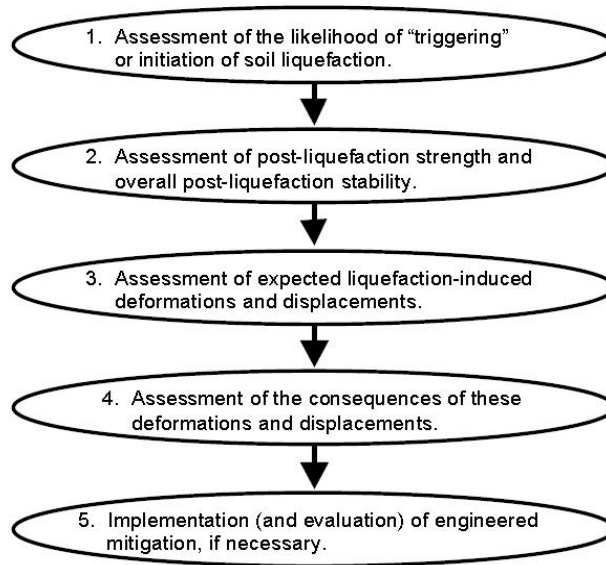 1. Assessment of the likelihood of “triggering”
or initiation of soil liquefaction.
2. Assessment of post-liquefaction strength and
overall post-liquefaction stability.
3. Assessment of expected liquefaction-induced
deformations and displacements.
4. Assessment of the consequences of these
deformations and displacements.
5. Implementation (and evaluation) of engineered
mitigation, if necessary.